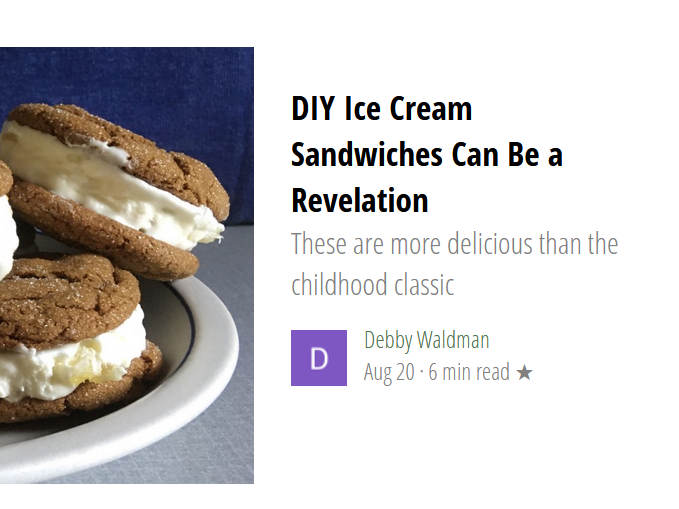 DIY Ice Cream
Sandwiches Can Be a
Revelation
These are more delicious than the
childhood classic
D
Debby Waldman
Aug 20 · 6 min read ★